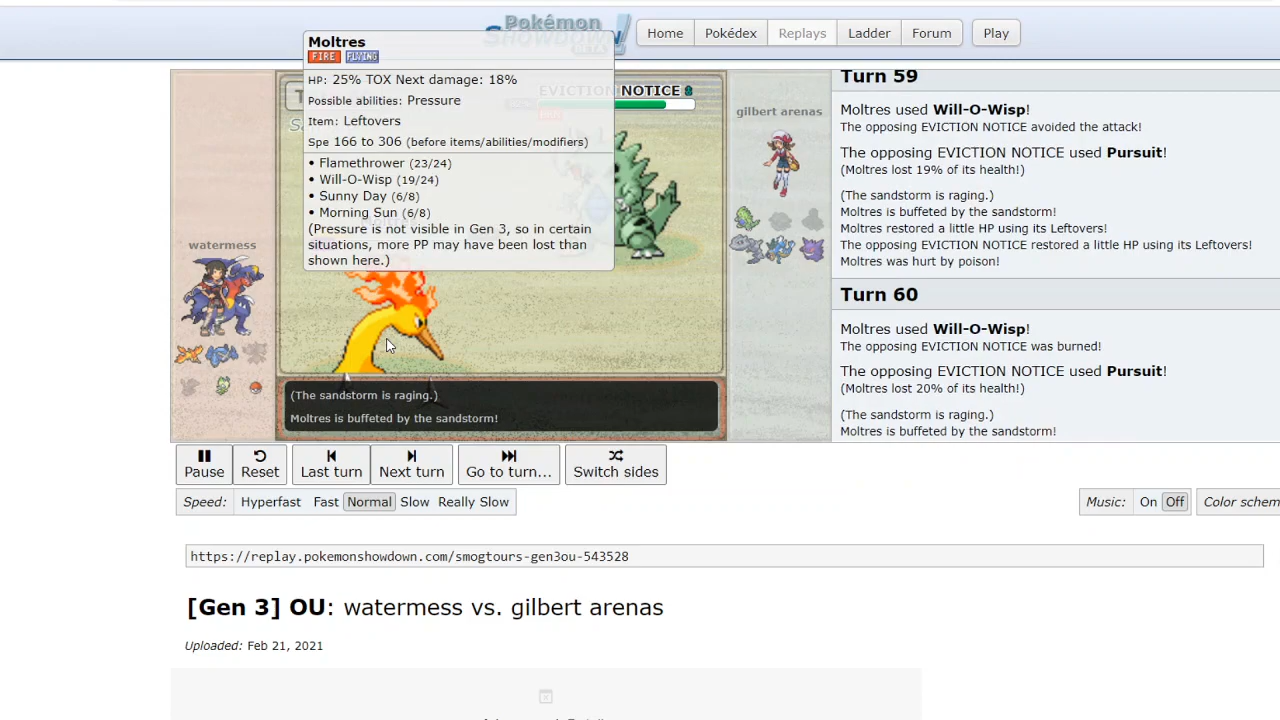 Pokémon
SHOWDOWN!
BETA
Home
Pokédex
Replays
Ladder
Forum
Play
Moltres
FIRE FLYING
HP: 25% TOX Next damage: 18%
Possible abilities: Pressure
Item: Leftovers
Spe 166 to 306 (before items/abilities/modifiers)
• Flamethrower (23/24)
• Will-O-Wisp (19/24)
• Sunny Day (6/8)
• Morning Sun (6/8)
(Pressure is not visible in Gen 3, so in certain
situations, more PP may have been lost than
shown here.)
EVICTION NOTICE
watermess
gilbert arenas
(The sandstorm is raging.)
Moltres is buffeted by the sandstorm!
Turn 59
Moltres used Will-O-Wisp!
The opposing EVICTION NOTICE avoided the attack!
The opposing EVICTION NOTICE used Pursuit!
(Moltres lost 19% of its health!)
(The sandstorm is raging.)
Moltres is buffeted by the sandstorm!
Moltres restored a little HP using its Leftovers!
The opposing EVICTION NOTICE restored a little HP using its Leftovers!
Moltres was hurt by poison!
Turn 60
Moltres used Will-O-Wisp!
The opposing EVICTION NOTICE was burned!
The opposing EVICTION NOTICE used Pursuit!
(Moltres lost 20% of its health!)
(The sandstorm is raging.)
Moltres is buffeted by the sandstorm!
Pause
Reset
Last turn
Next turn
Go to turn...
Switch sides
Speed: Hyperfast Fast Normal Slow Really Slow
Music: On Off
Color schem
https://replay.pokemonshowdown.com/smogtours-gen3ou-543528
[Gen 3] OU: watermess vs. gilbert arenas
Uploaded: Feb 21, 2021